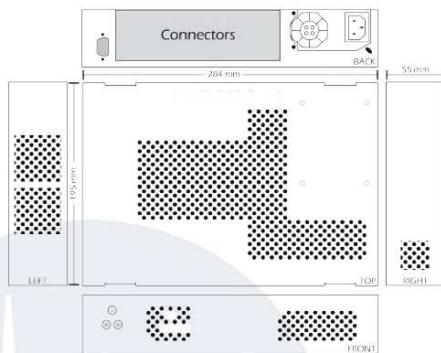 Connectors
BACK
284 mm
55 mm
195 mm
LEFT
TOP
RIGHT
FRONT